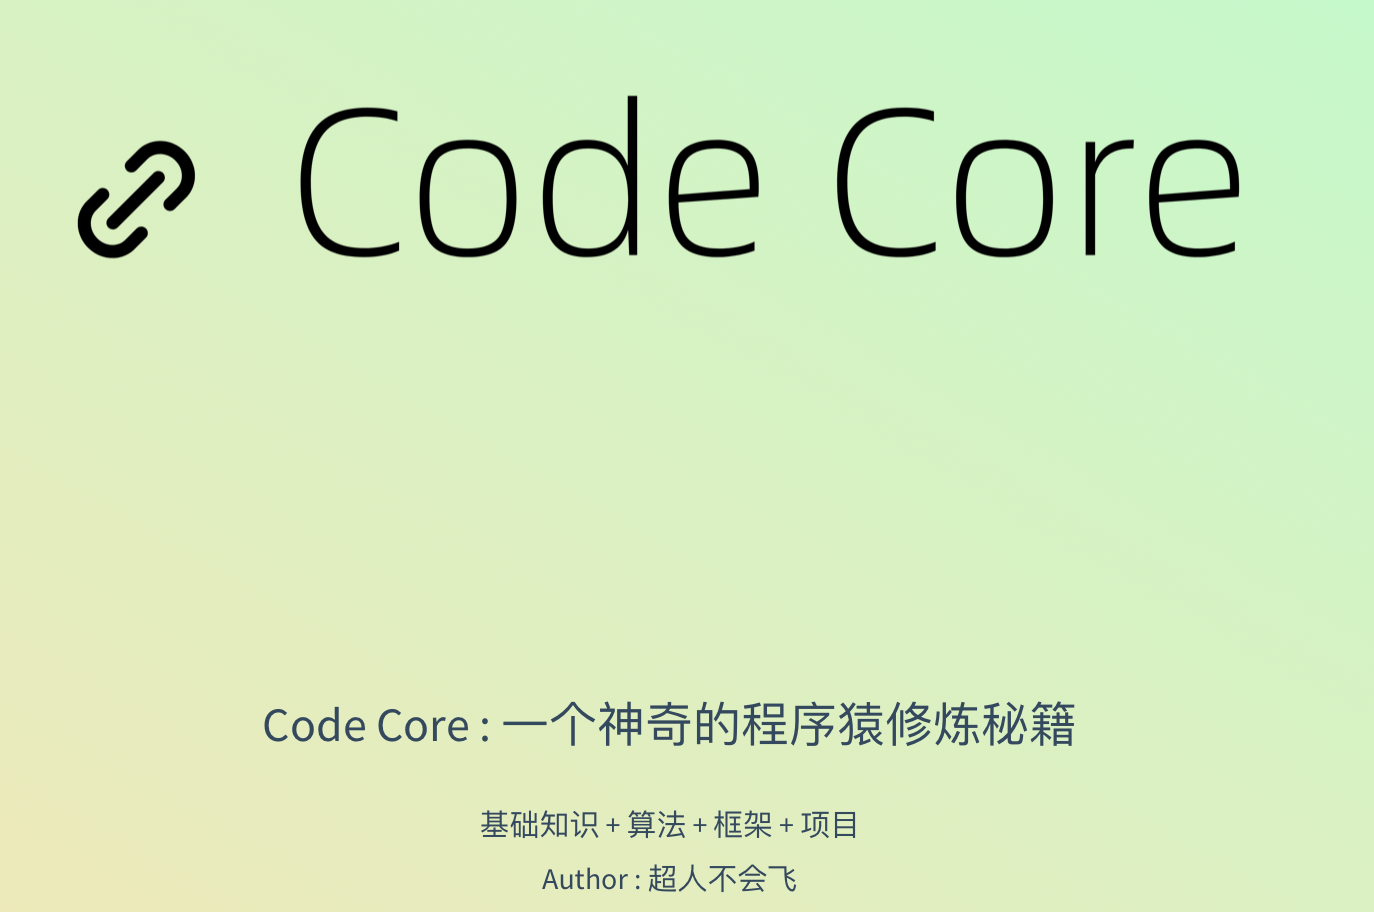 Code Core
Code Core : 一个神奇的程序猿修炼秘籍
基础知识 + 算法 + 框架 + 项目
Author : 超人不会飞